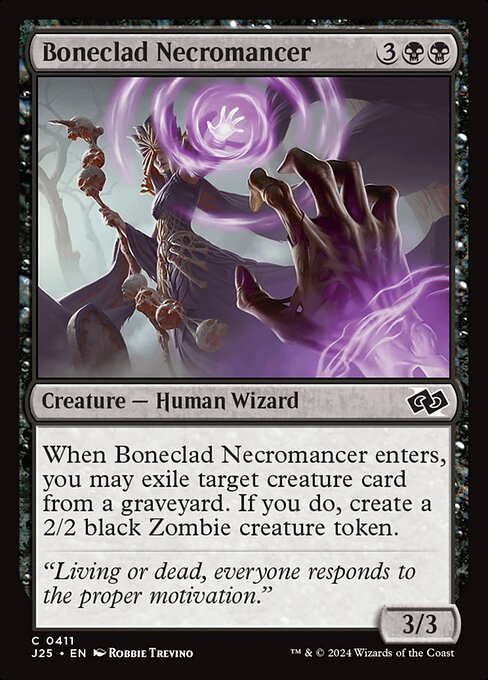 Boneclad Necromancer 3
Creature — Human Wizard
When Boneclad Necromancer enters,
you may exile target creature card
from a graveyard. If you do, create a
2/2 black Zombie creature token.
“Living or dead, everyone responds to
the proper motivation.”
3/3
C 0411
J25 • EN Robbie Trevino
™ & © 2024 Wizards of the Coast